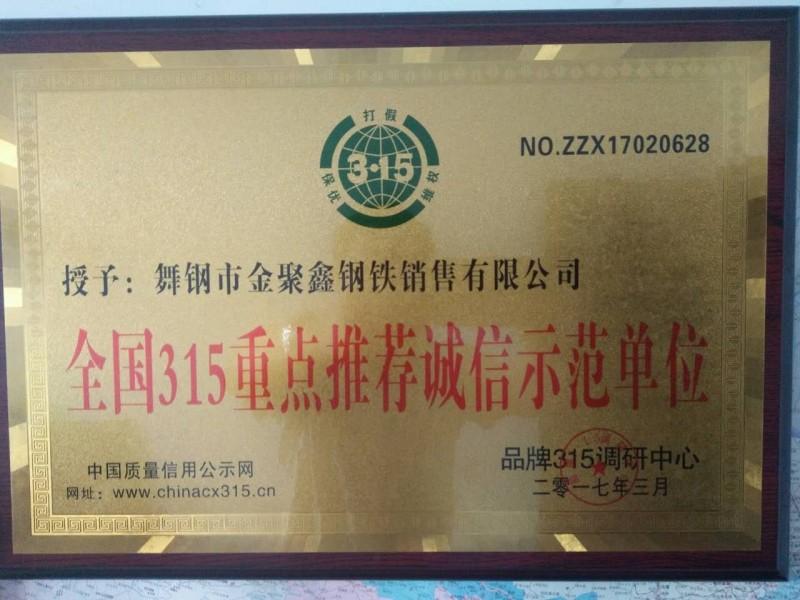 打假
3·15
保优
维权
NO.ZZX17020628
授予：舞钢市金聚鑫钢铁销售有限公司
全国315重点推荐诚信示范单位
中国质量信用公示网
网址：www.chinacx315.cn
品牌315调研中心
二零一七年三月